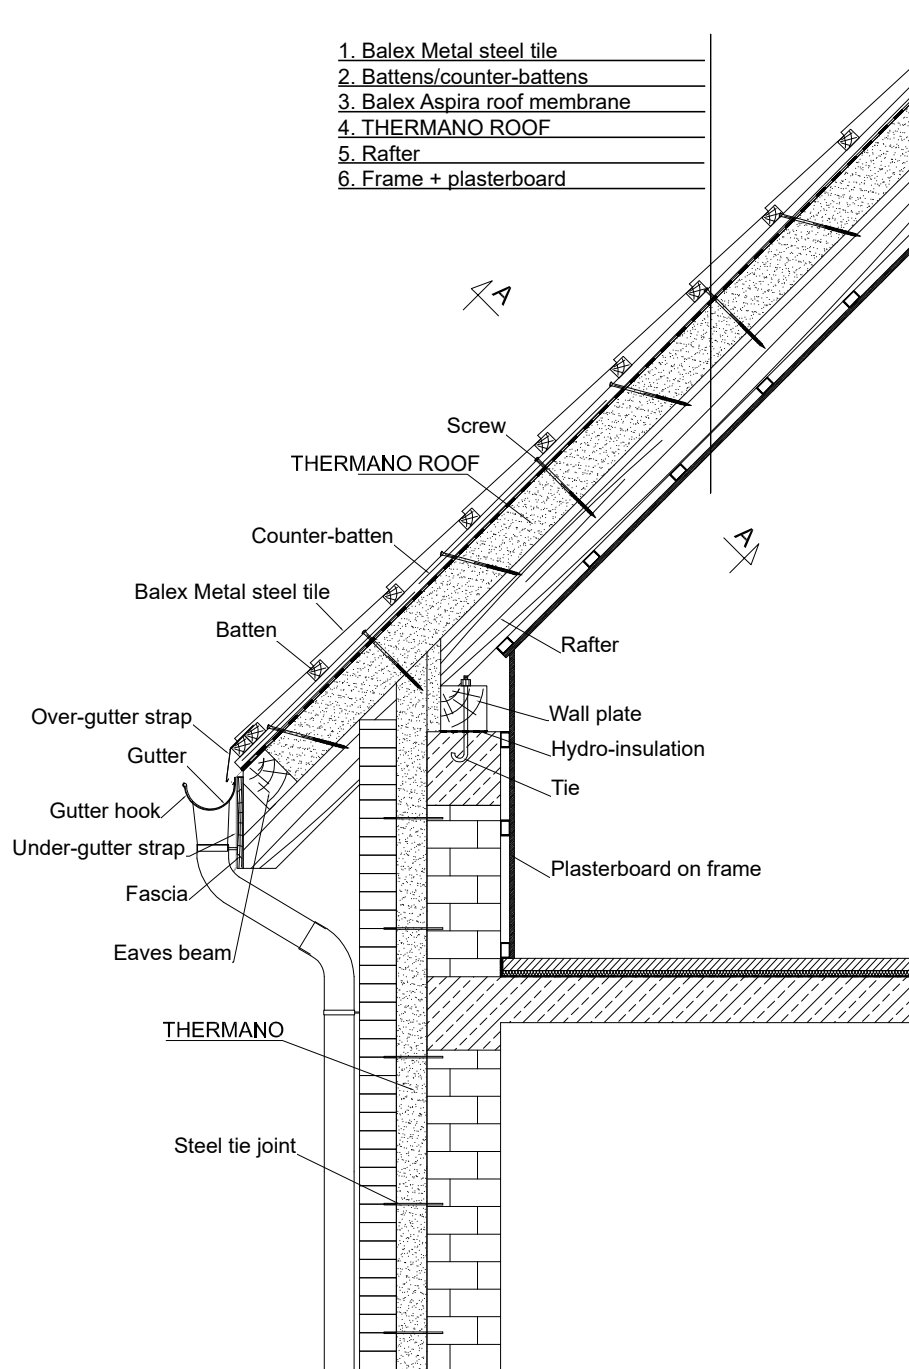 1. Balex Metal steel tile
2. Battens/counter-battens
3. Balex Aspira roof membrane
4. THERMANO ROOF
5. Rafter
6. Frame + plasterboard
A
Screw
THERMANO ROOF
Counter-batten
A
Balex Metal steel tile
Batten
Rafter
Over-gutter strap
Wall plate
Hydro-insulation
Gutter
Tie
Gutter hook
Under-gutter strap
Plasterboard on frame
Fascia
Eaves beam
THERMANO
Steel tie joint